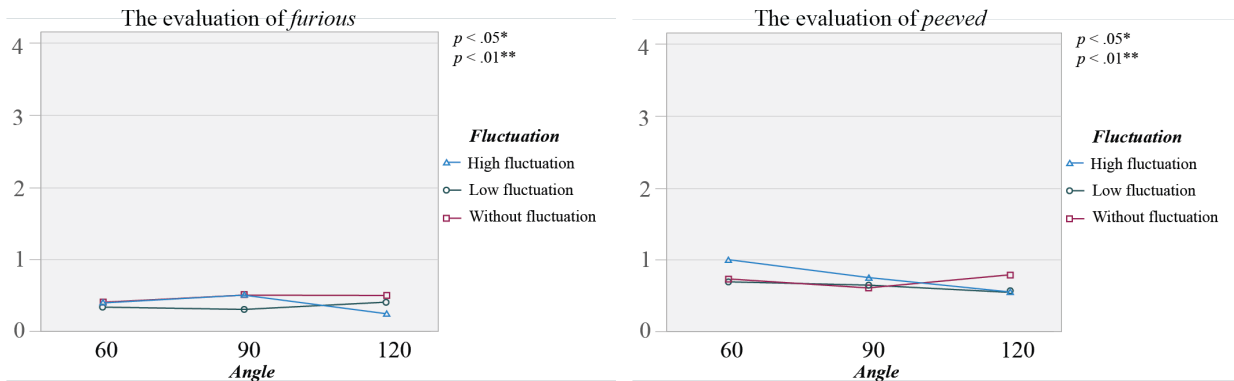 The evaluation of furious
4
3
2
1
0
60 90 120
Angle
p < .05*
p < .01**
Fluctuation
High fluctuation
Low fluctuation
Without fluctuation
The evaluation of peeved
4
3
2
1
0
60 90 120
Angle
p < .05*
p < .01**
Fluctuation
High fluctuation
Low fluctuation
Without fluctuation